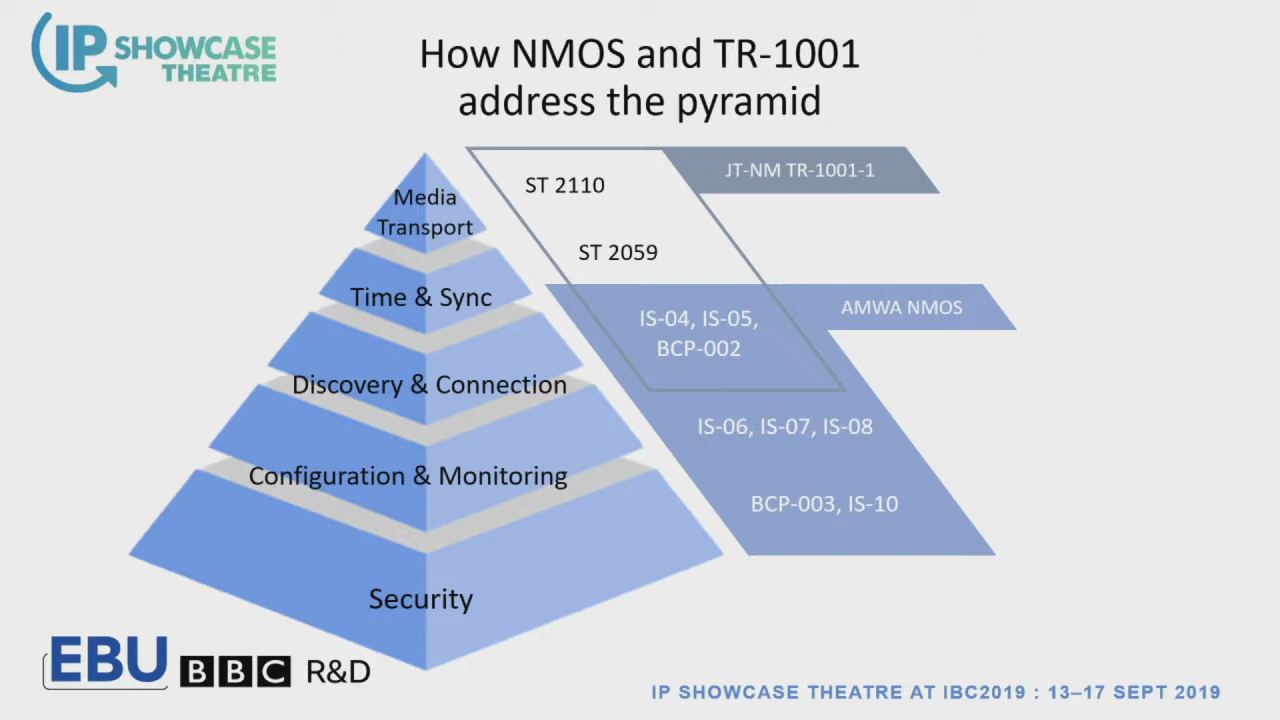 IP SHOWCASE
THEATRE
How NMOS and TR-1001
address the pyramid
Media
Transport
Time & Sync
Discovery & Connection
Configuration & Monitoring
Security
ST 2110
JT-NM TR-1001-1
ST 2059
IS-04, IS-05,
BCP-002
AMWA NMOS
IS-06, IS-07, IS-08
BCP-003, IS-10
EBU
BBC R&D
IP SHOWCASE THEATRE AT IBC2019 : 13–17 SEPT 2019